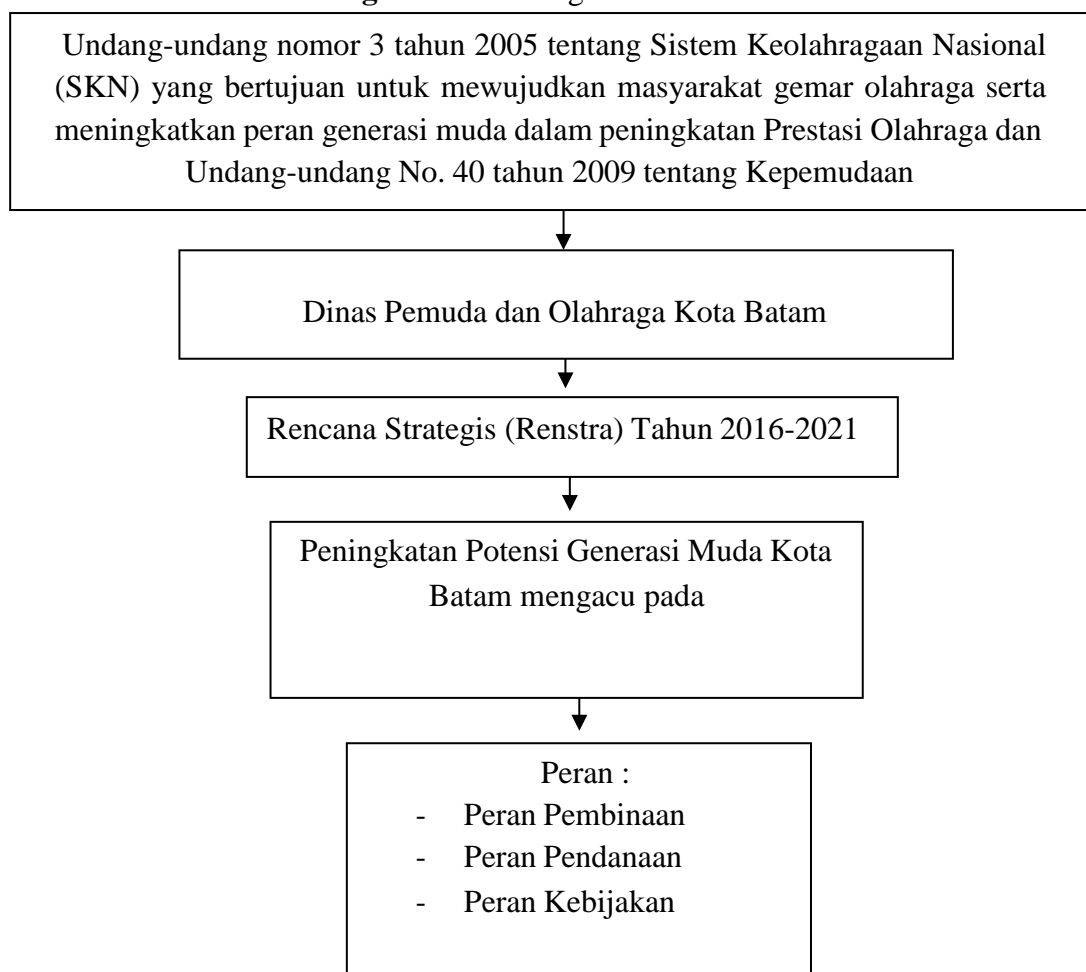 Undang-undang nomor 3 tahun 2005 tentang Sistem Keolahragaan Nasional
(SKN) yang bertujuan untuk mewujudkan masyarakat gemar olahraga serta
meningkatkan peran generasi muda dalam peningkatan Prestasi Olahraga dan
Undang-undang No. 40 tahun 2009 tentang Kepemudaan
Dinas Pemuda dan Olahraga Kota Batam
Rencana Strategis (Renstra) Tahun 2016-2021
Peningkatan Potensi Generasi Muda Kota
Batam mengacu pada
Peran :
- Peran Pembinaan
- Peran Pendanaan
- Peran Kebijakan